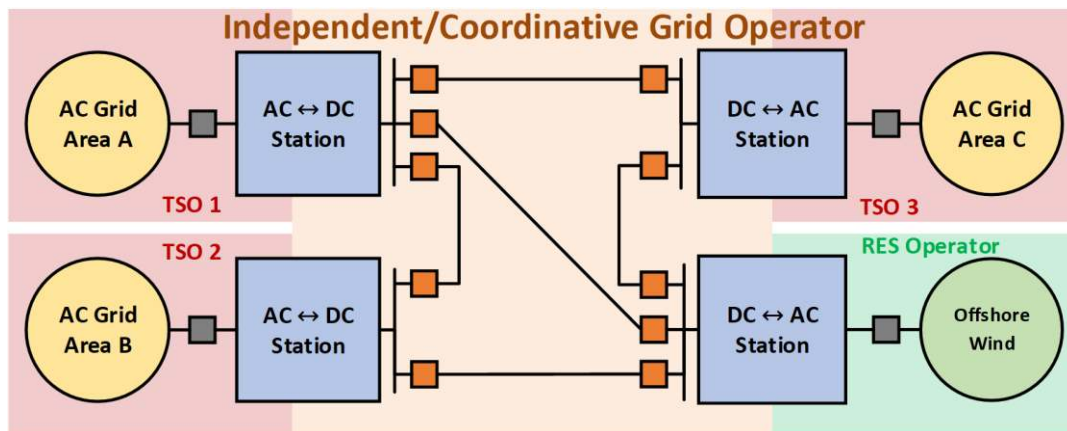 Independent/Coordinative Grid Operator
AC Grid
Area A
AC ↔ DC
Station
DC ↔ AC
Station
AC Grid
Area C
TSO 1
TSO 3
TSO 2
RES Operator
AC Grid
Area B
AC ↔ DC
Station
DC ↔ AC
Station
Offshore
Wind